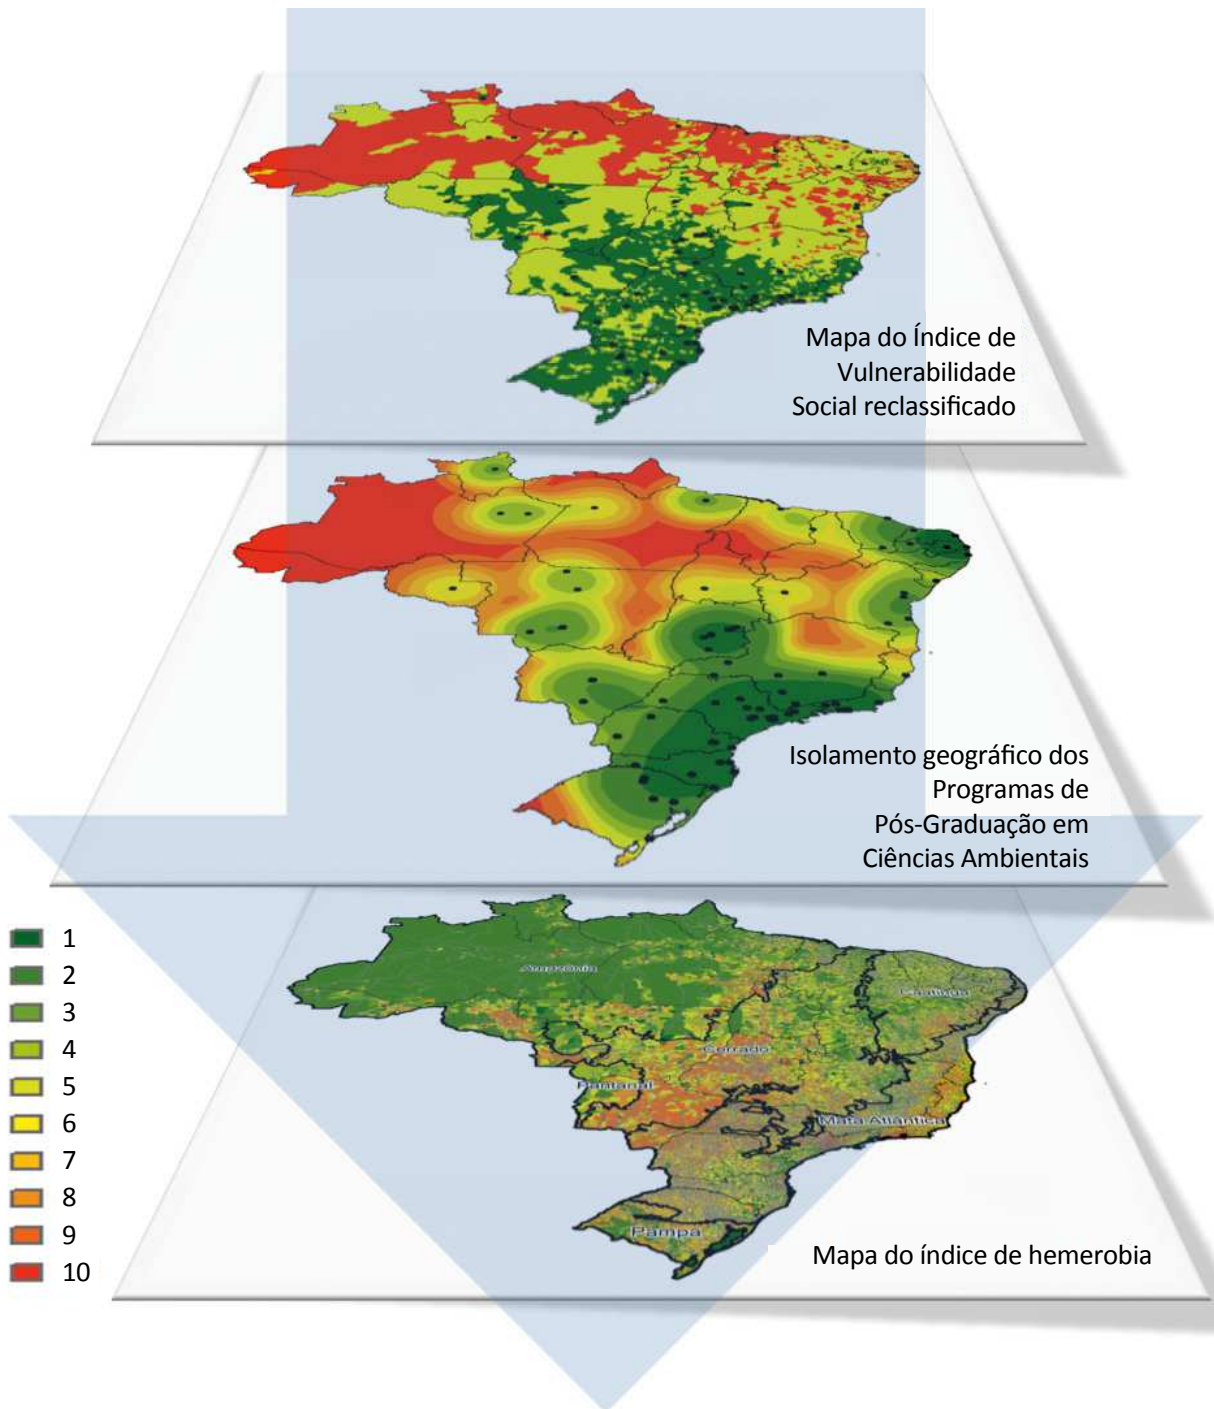 Mapa do Índice de
Vulnerabilidade
Social reclassificado
Isolamento geográfico dos
Programas de
Pós-Graduação em
Ciências Ambientais
1
2
3
4
5
6
7
8
9
10
Amazônia
Caatinga
Cerrado
Pantanal
Mata Atlântica
Pampa
Mapa do índice de hemerobia